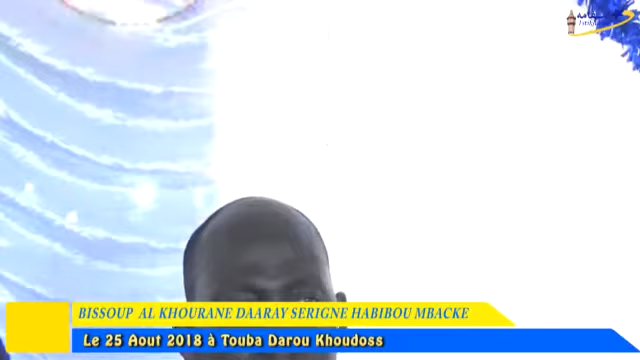 BISSOUP AL KHOURANE DAARAY SERIGNE HABIBOU MBACKE
Le 25 Aout 2018 à Touba Darou Khoudoss